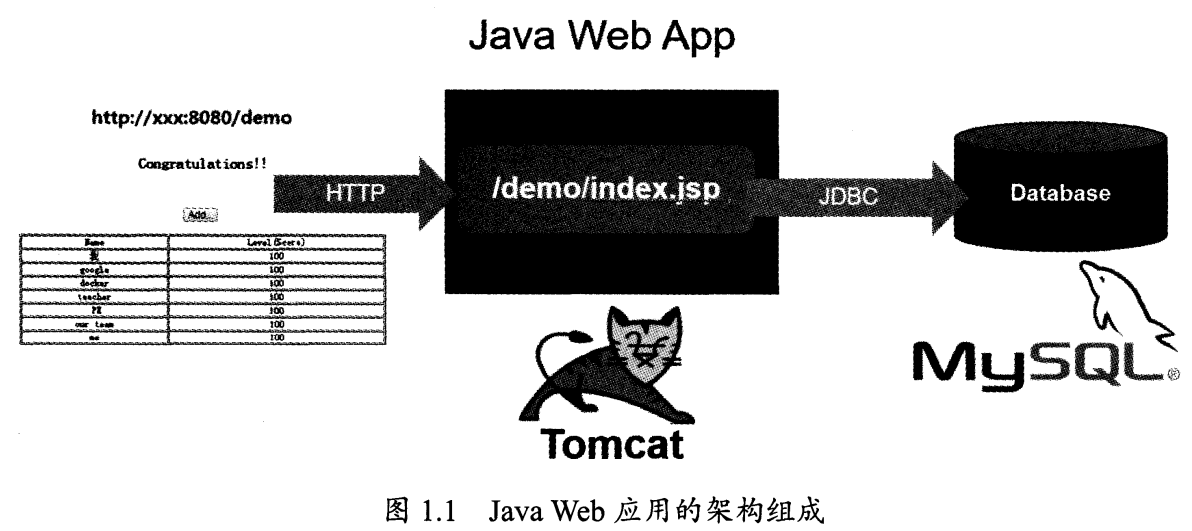 Java Web App
http://xxx:8080/demo
Congratulations!!
Add...
Name Level(Score)
我 100
google 100
docker 100
teacher 100
PE 100
our team 100
me 100
HTTP
/demo/index.jsp
JDBC
Database
Tomcat
MySQL®
图 1.1 Java Web 应用的架构组成